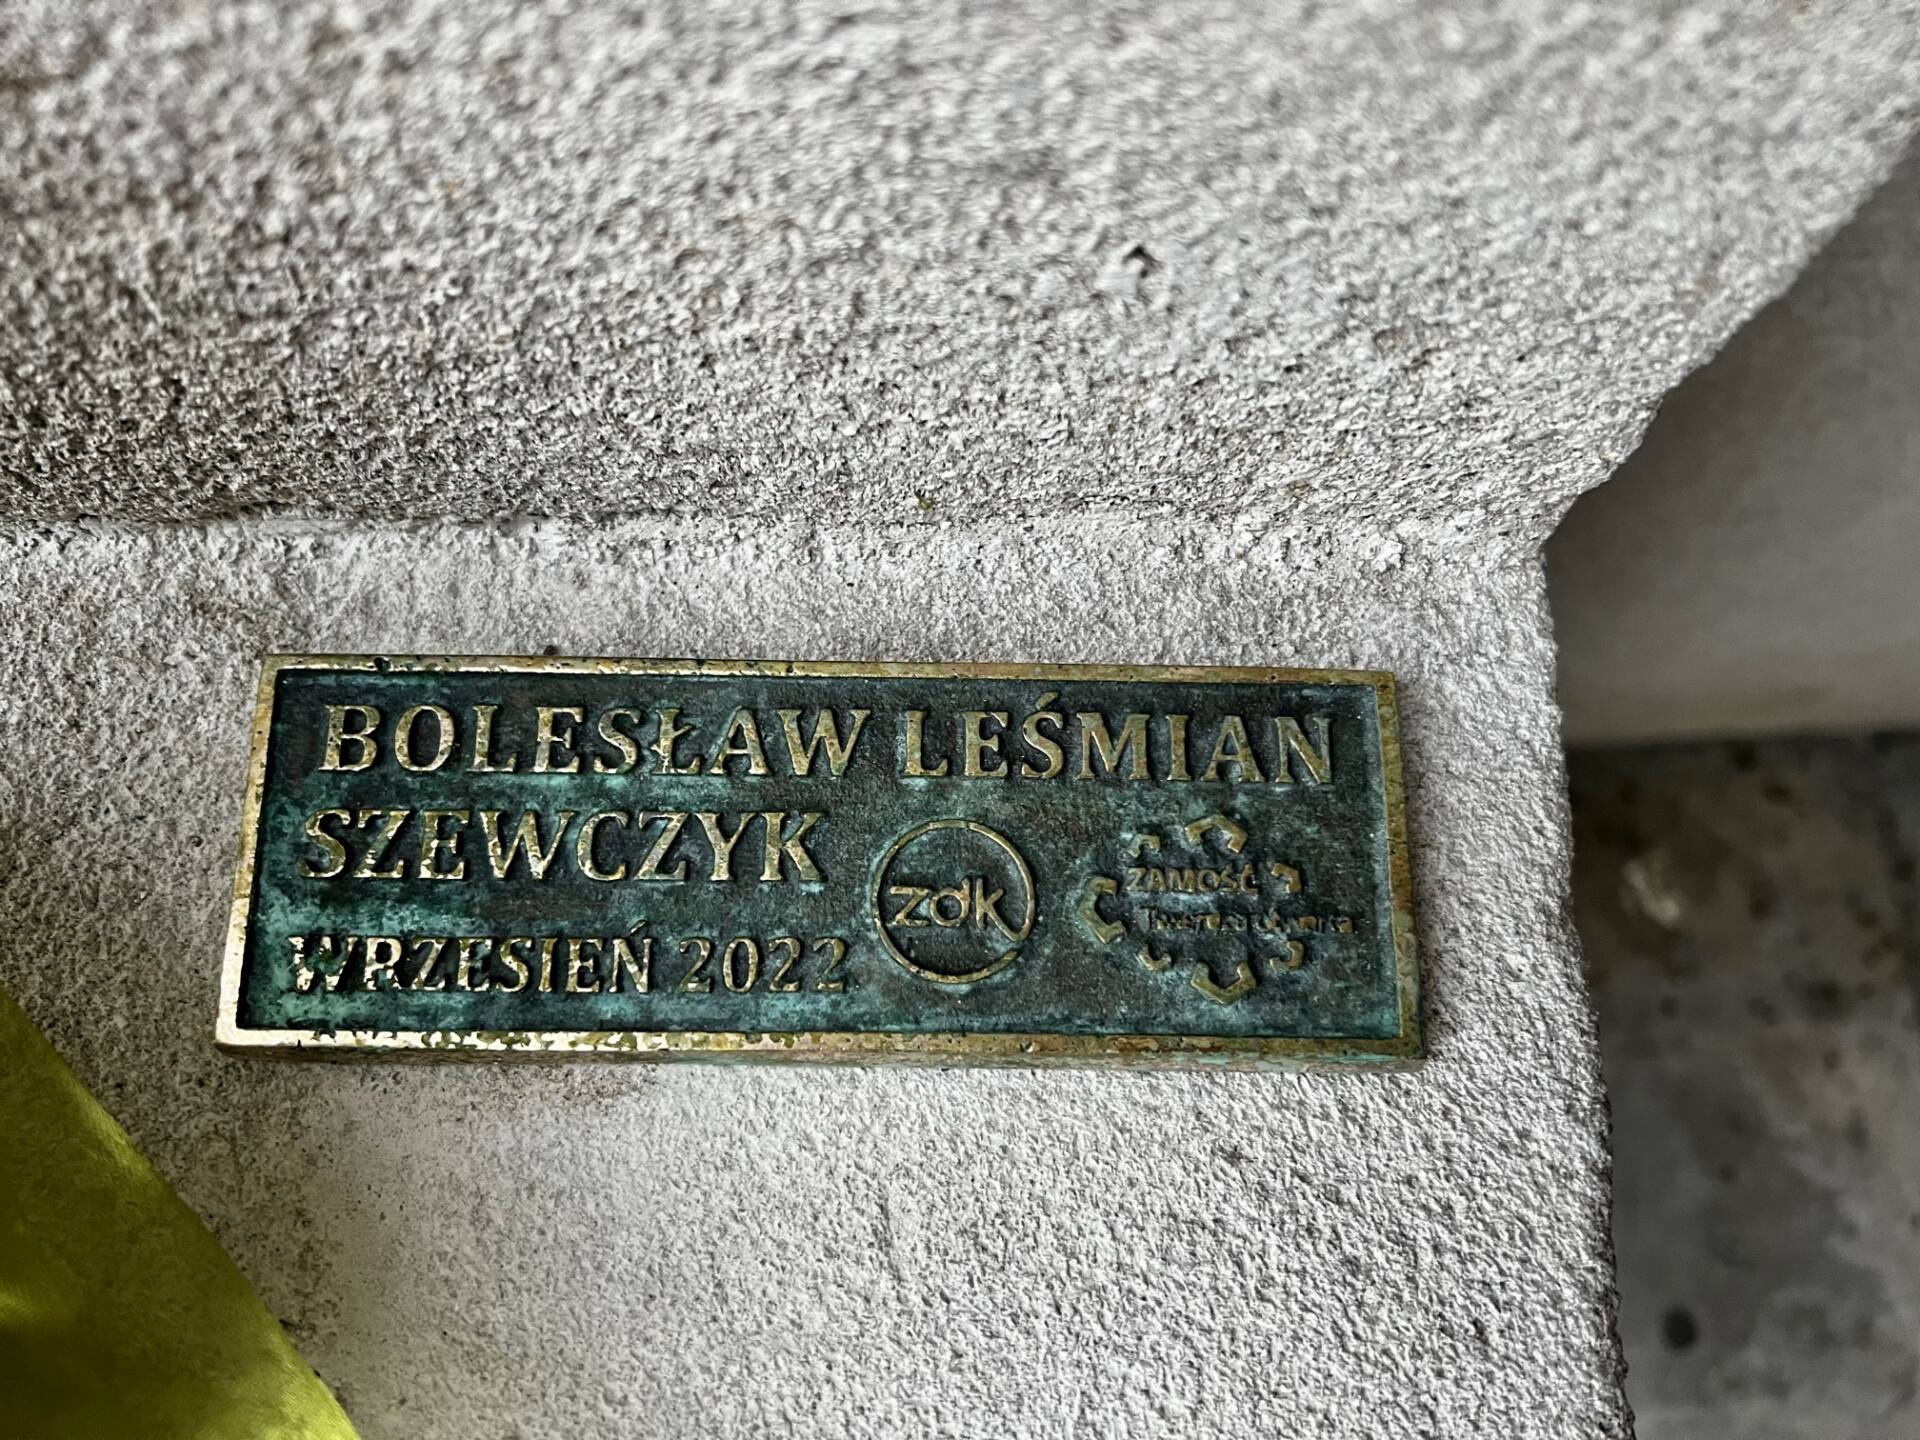 BOLESŁAW LEŚMIAN
SZEWCZYK
WRZESIEŃ 2022
zdk
ZAMOŚĆ